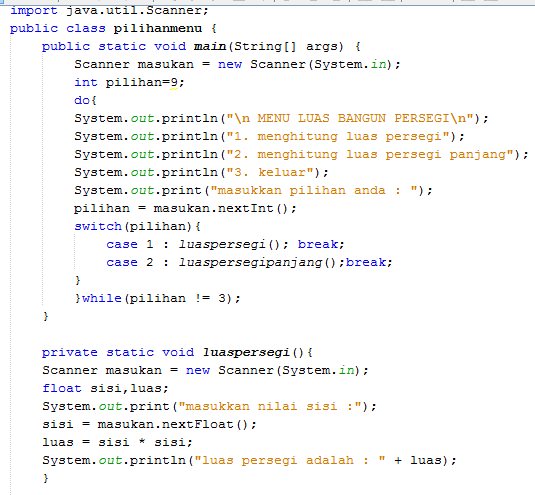 import java.util.Scanner;
public class pilihanmenu {
    public static void main(String[] args) {
        Scanner masukan = new Scanner(System.in);
        int pilihan=9;
        do{
        System.out.println("\n MENU LUAS BANGUN PERSEGI\n");
        System.out.println("1. menghitung luas persegi");
        System.out.println("2. menghitung luas persegi panjang");
        System.out.println("3. keluar");
        System.out.print("masukkan pilihan anda : ");
        pilihan = masukan.nextInt();
        switch(pilihan){
            case 1 : luaspersegi(); break;
            case 2 : luaspersegipanjang();break;
        }
        }while(pilihan != 3);
    }

    private static void luaspersegi(){
    Scanner masukan = new Scanner(System.in);
    float sisi,luas;
    System.out.print("masukkan nilai sisi :");
    sisi = masukan.nextFloat();
    luas = sisi * sisi;
    System.out.println("luas persegi adalah : " + luas);
    }